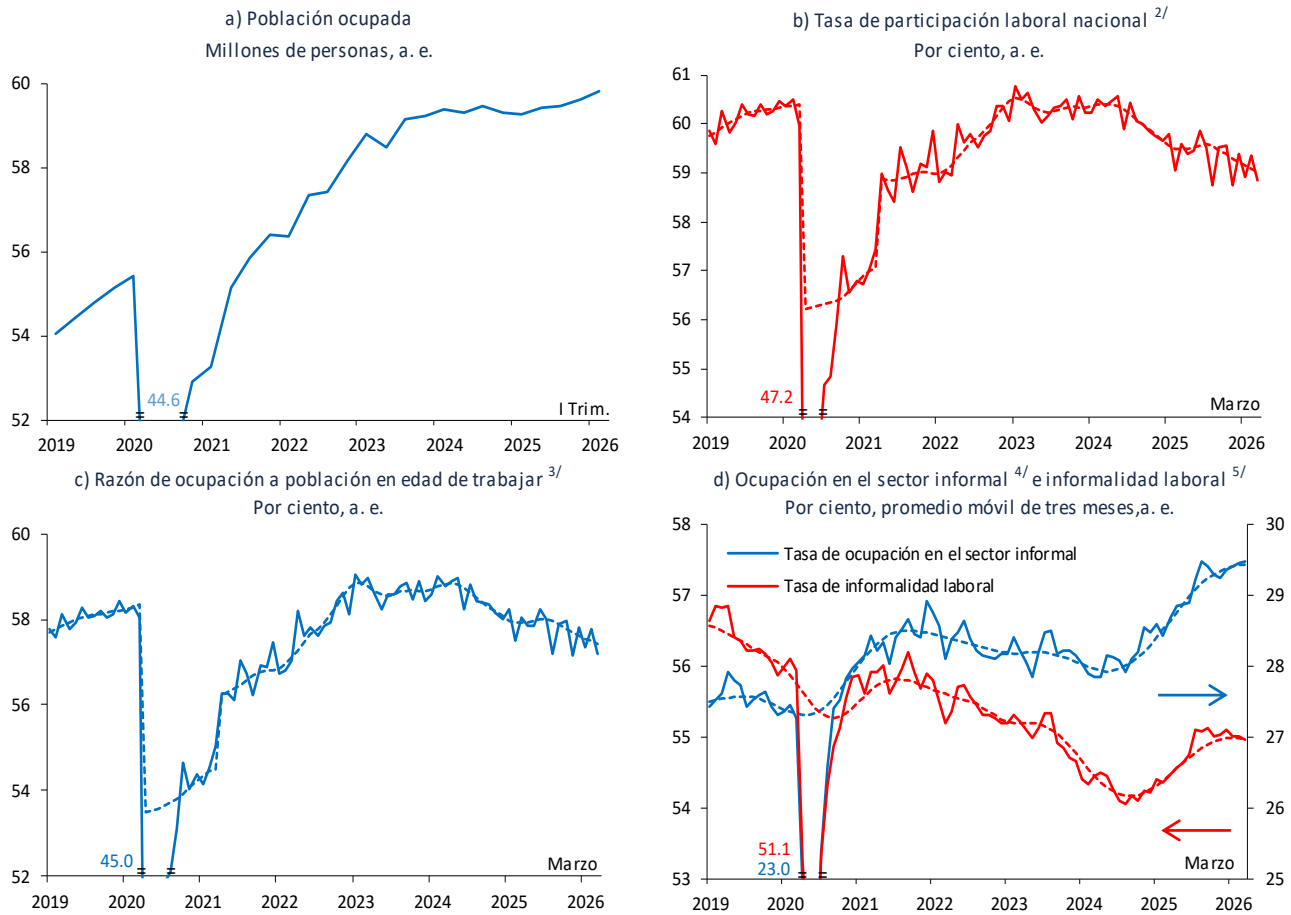 a) Población ocupada
Millones de personas, a. e.
60
58
56
54
52
44.6
I Trim.
2019 2020 2021 2022 2023 2024 2025 2026
b) Tasa de participación laboral nacional 2/
Por ciento, a. e.
61
60
59
58
57
56
55
54
47.2
Marzo
2019 2020 2021 2022 2023 2024 2025 2026
c) Razón de ocupación a población en edad de trabajar 3/
Por ciento, a. e.
60
58
56
54
52
45.0
Marzo
2019 2020 2021 2022 2023 2024 2025 2026
d) Ocupación en el sector informal 4/ e informalidad laboral 5/
Por ciento, promedio móvil de tres meses,a. e.
58
57
56
55
54
53
Tasa de ocupación en el sector informal
Tasa de informalidad laboral
51.1
23.0
Marzo
30
29
28
27
26
25
2019 2020 2021 2022 2023 2024 2025 2026